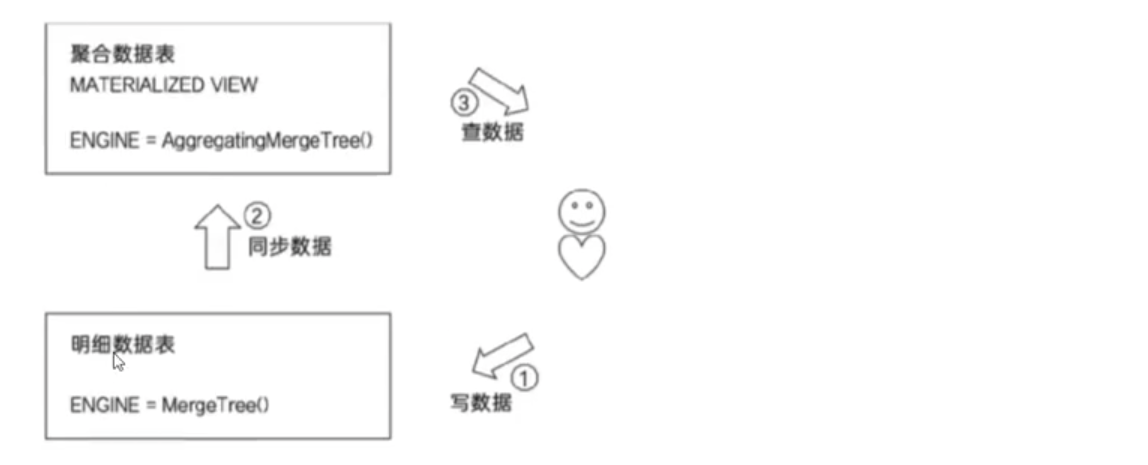 聚合数据表
MATERIALIZED VIEW
ENGINE = AggregatingMergeTree()
③
查数据
②
同步数据
明细数据表
ENGINE = MergeTree()
①
写数据